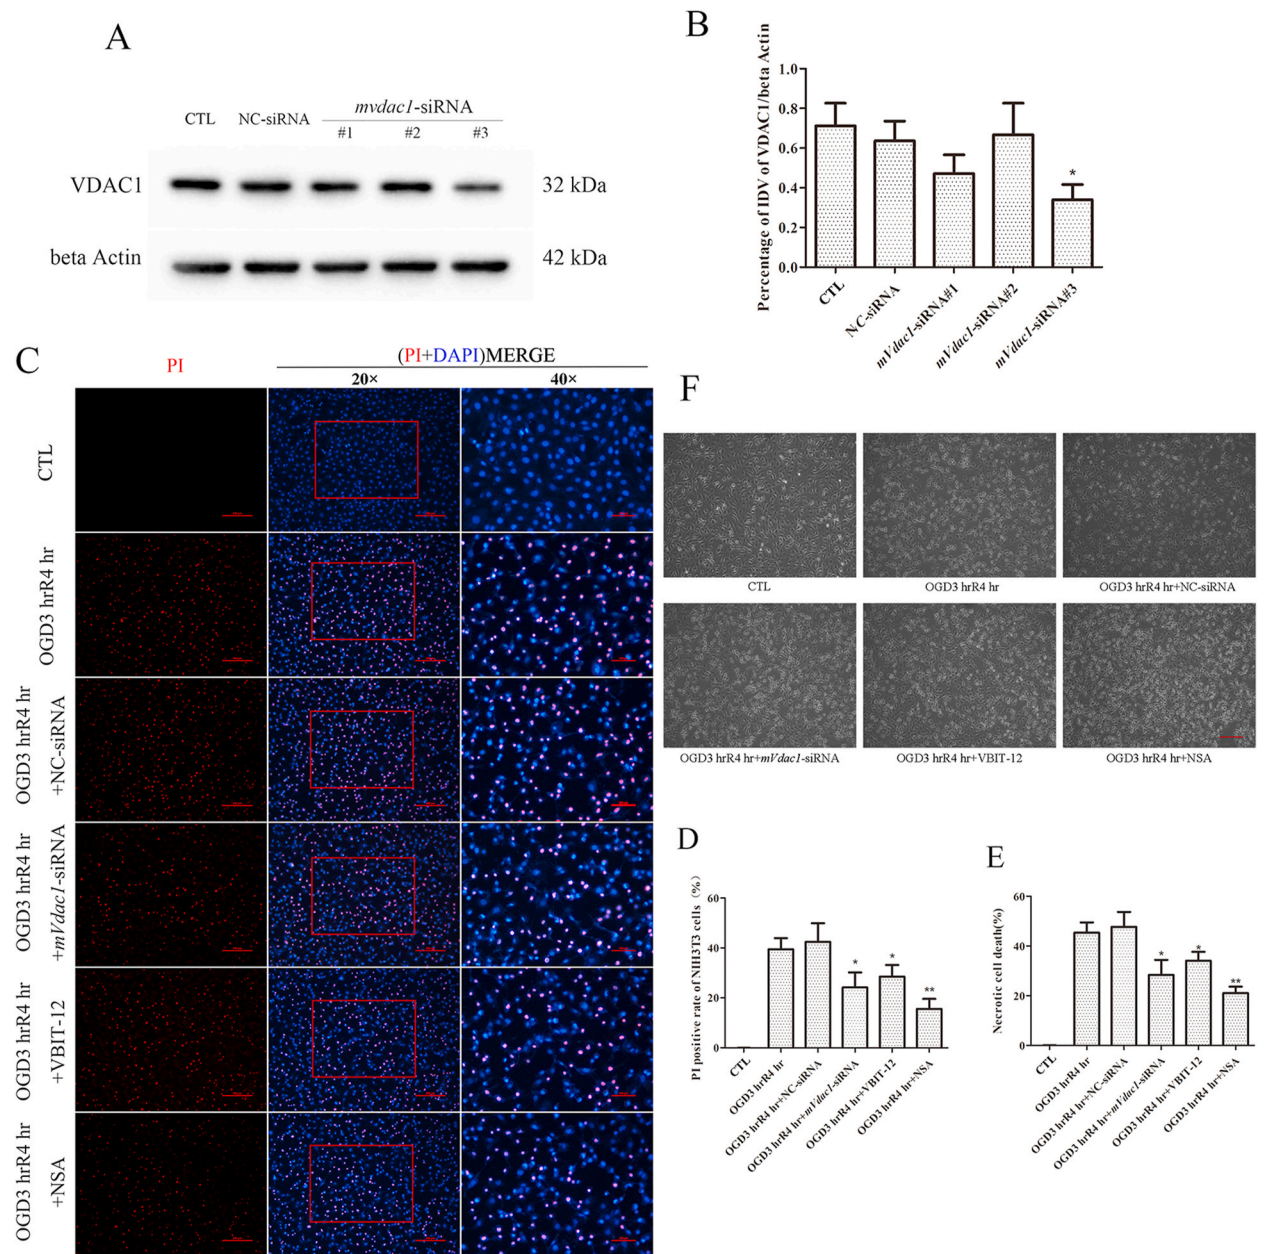 A
CTL
NC-siRNA
mvdac1-siRNA
#1
#2
#3
VDAC1
32 kDa
beta Actin
42 kDa
B
Percentage of IDV of VDAC1/beta Actin
1.0
0.8
0.6
0.4
0.2
0.0
*
CTL
NC-siRNA
mVdac1-siRNA#1
mVdac1-siRNA#2
mVdac1-siRNA#3
C
PI
(PI+DAPI)MERGE
20×
40×
CTL
OGD3 hrR4 hr
OGD3 hrR4 hr
+NC-siRNA
OGD3 hrR4 hr
+mVdac1-siRNA
OGD3 hrR4 hr
+VBIT-12
OGD3 hrR4 hr
+NSA
F
CTL
OGD3 hrR4 hr
OGD3 hrR4 hr+NC-siRNA
OGD3 hrR4 hr+mVdac1-siRNA
OGD3 hrR4 hr+VBIT-12
OGD3 hrR4 hr+NSA
D
PI positive rate of NIH3T3 cells (%)
60
40
20
0
*
*
**
CTL
OGD3 hrR4 hr
OGD3 hrR4 hr+NC-siRNA
OGD3 hrR4 hr+mVdac1-siRNA
OGD3 hrR4 hr+VBIT-12
OGD3 hrR4 hr+NSA
E
Necrotic cell death(%)
60
40
20
0
*
*
**
CTL
OGD3 hrR4 hr
OGD3 hrR4 hr+NC-siRNA
OGD3 hrR4 hr+mVdac1-siRNA
OGD3 hrR4 hr+VBIT-12
OGD3 hrR4 hr+NSA